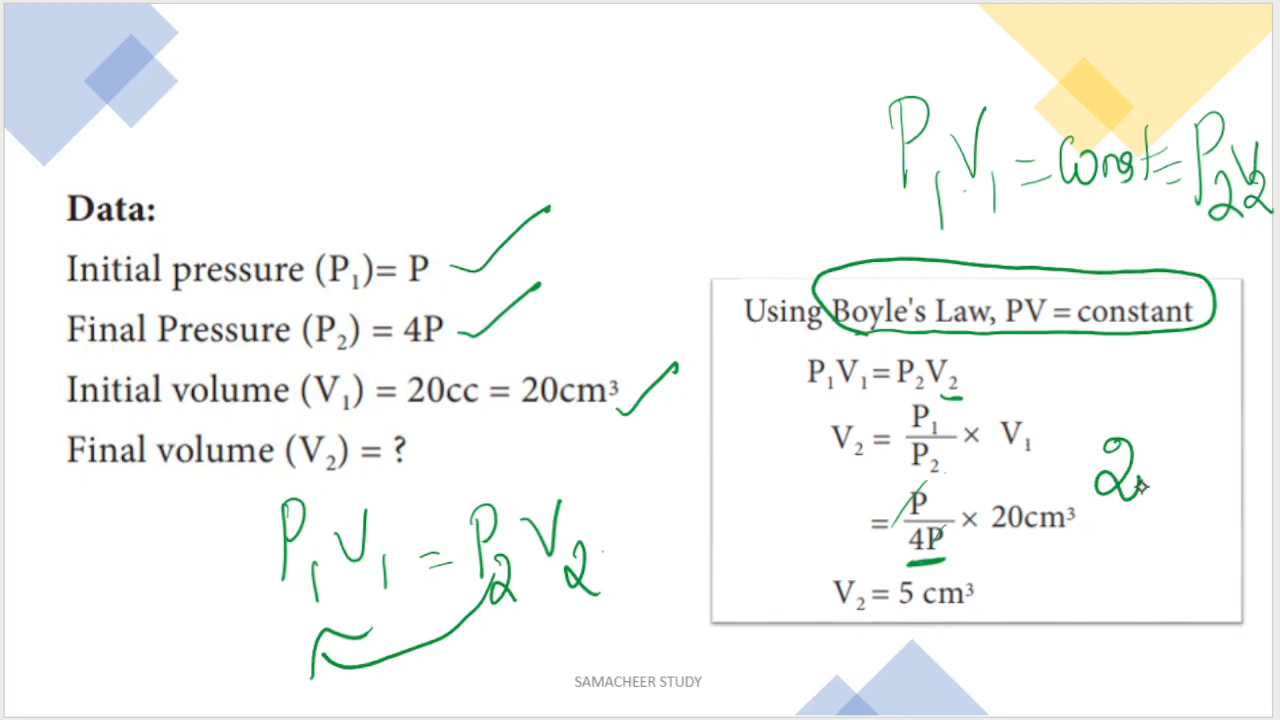 P₁V₁ = Const = P₂V₂
Data:
Initial pressure (P₁)= P
Final Pressure (P₂) = 4P
Initial volume (V₁) = 20cc = 20cm³
Final volume (V₂) = ?
P₁V₁ = P₂V₂
Using Boyle's Law, PV = constant
P₁V₁ = P₂V₂
V₂ = P₁/P₂ × V₁
= P/4P × 20cm³
V₂ = 5 cm³
2
SAMACHEER STUDY